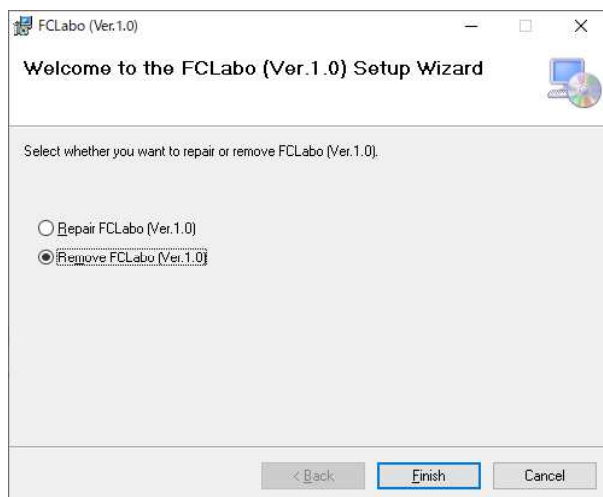 FCLabo (Ver.1.0)
Welcome to the FCLabo (Ver.1.0) Setup Wizard
Select whether you want to repair or remove FCLabo (Ver.1.0).
Repair FCLabo (Ver.1.0)
Remove FCLabo (Ver.1.0)
< Back Finish Cancel